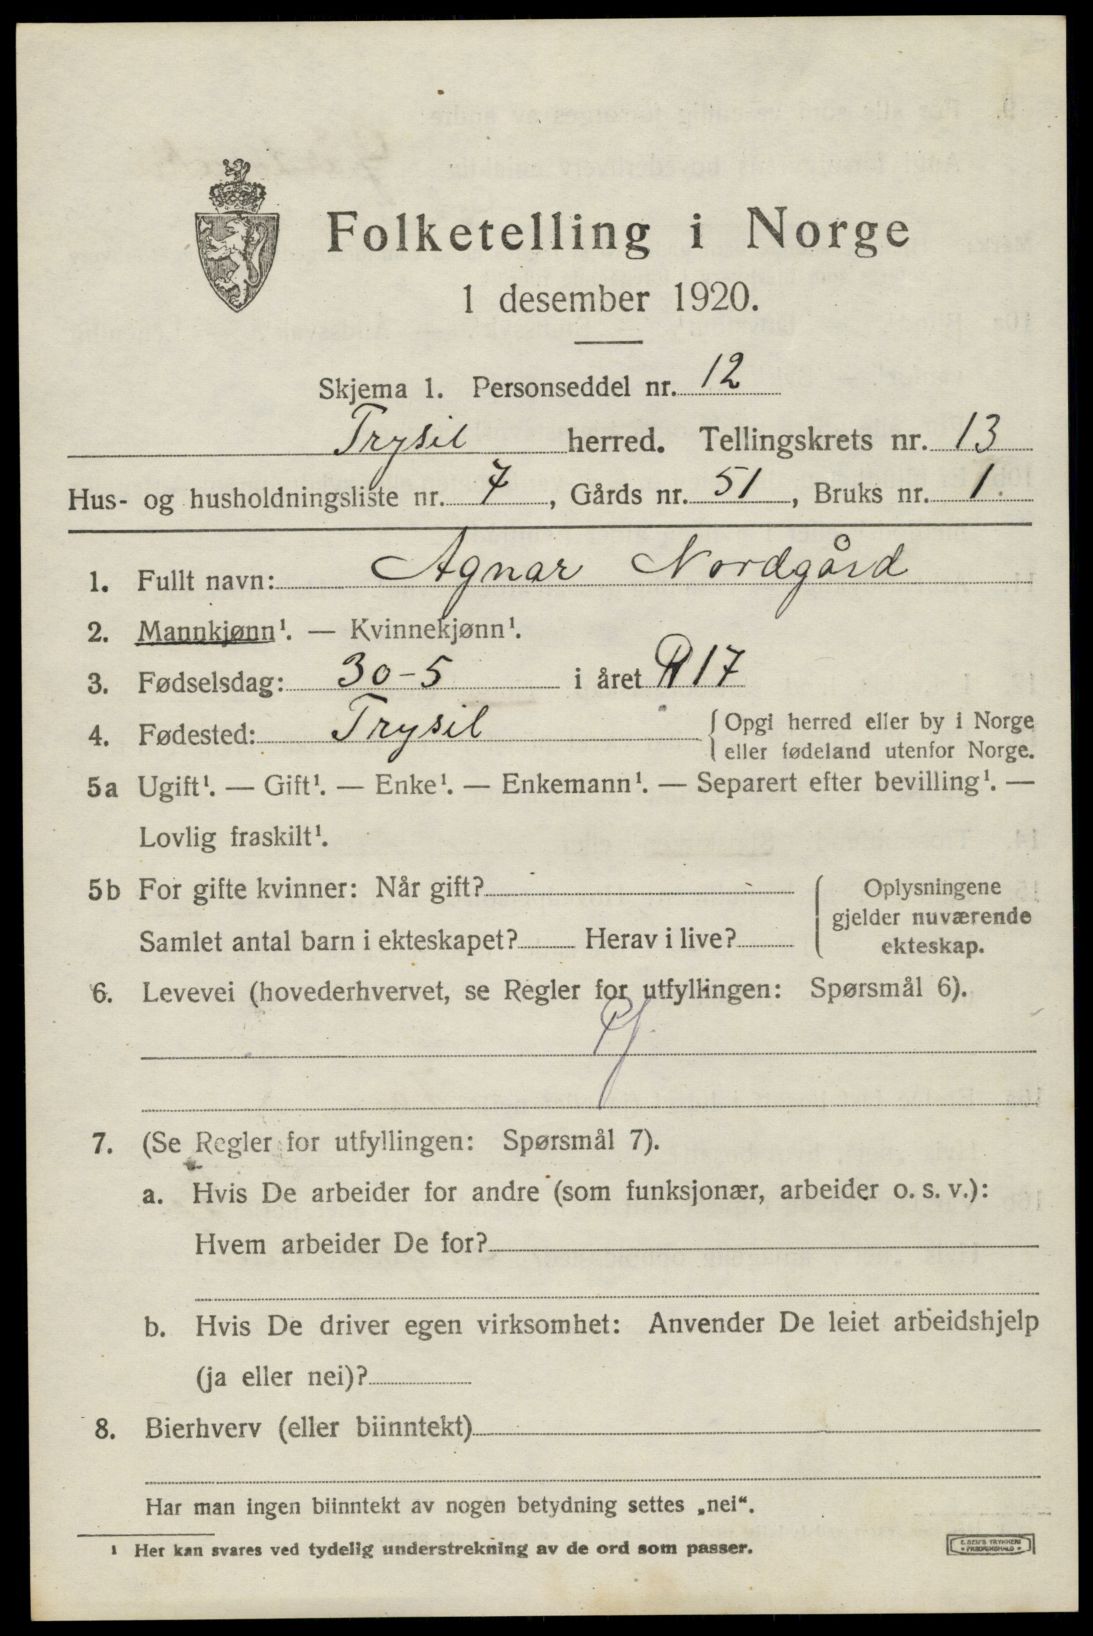 Folketelling i Norge
1 desember 1920.
Skjema 1. Personseddel nr. 12
Trysil herred. Tellingskrets nr. 13
Hus- og husholdningsliste nr. 7, Gårds nr. 51, Bruks nr. 1.
1. Fullt navn: Agnar Nordgård
2. Mannkjønn¹. — Kvinnekjønn¹.
3. Fødselsdag: 30-5 i året 17
4. Fødested: Trysil {Opgi herred eller by i Norge
eller fødeland utenfor Norge.
5a Ugift¹. — Gift¹. — Enke¹. — Enkemann¹. — Separert efter bevilling¹. —
Lovlig fraskilt¹.
5b For gifte kvinner: Når gift?
Samlet antal barn i ekteskapet? Herav i live?
{Oplysningene
gjelder nuværende
ekteskap.
6. Levevei (hovederhvervet, se Regler for utfyllingen: Spørsmål 6).
7. (Se Regler for utfyllingen: Spørsmål 7).
a. Hvis De arbeider for andre (som funksjonær, arbeider o. s. v.):
Hvem arbeider De for?
b. Hvis De driver egen virksomhet: Anvender De leiet arbeidshjelp
(ja eller nei)?
8. Bierhverv (eller biinntekt)
Har man ingen biinntekt av nogen betydning settes „nei“.
¹ Her kan svares ved tydelig understrekning av de ord som passer.